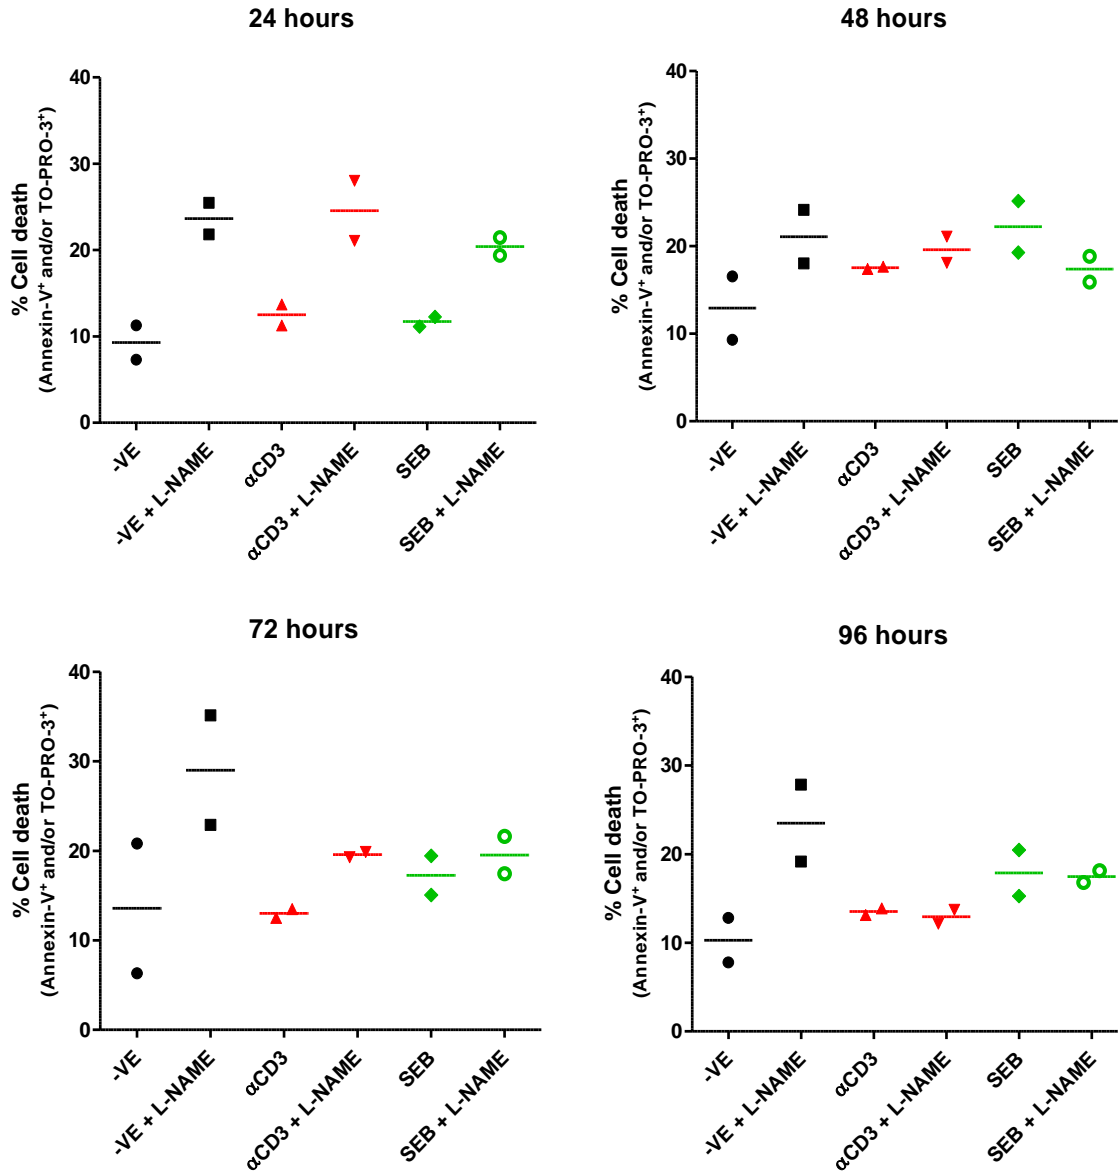 24 hours
% Cell death
(Annexin-V⁺ and/or TO-PRO-3⁺)
40
30
20
10
0
-VE
-VE + L-NAME
αCD3
αCD3 + L-NAME
SEB
SEB + L-NAME
48 hours
% Cell death
(Annexin-V⁺ and/or TO-PRO-3⁺)
40
30
20
10
0
-VE
-VE + L-NAME
αCD3
αCD3 + L-NAME
SEB
SEB + L-NAME
72 hours
% Cell death
(Annexin-V⁺ and/or TO-PRO-3⁺)
40
30
20
10
0
-VE
-VE + L-NAME
αCD3
αCD3 + L-NAME
SEB
SEB + L-NAME
96 hours
% Cell death
(Annexin-V⁺ and/or TO-PRO-3⁺)
40
30
20
10
0
-VE
-VE + L-NAME
αCD3
αCD3 + L-NAME
SEB
SEB + L-NAME